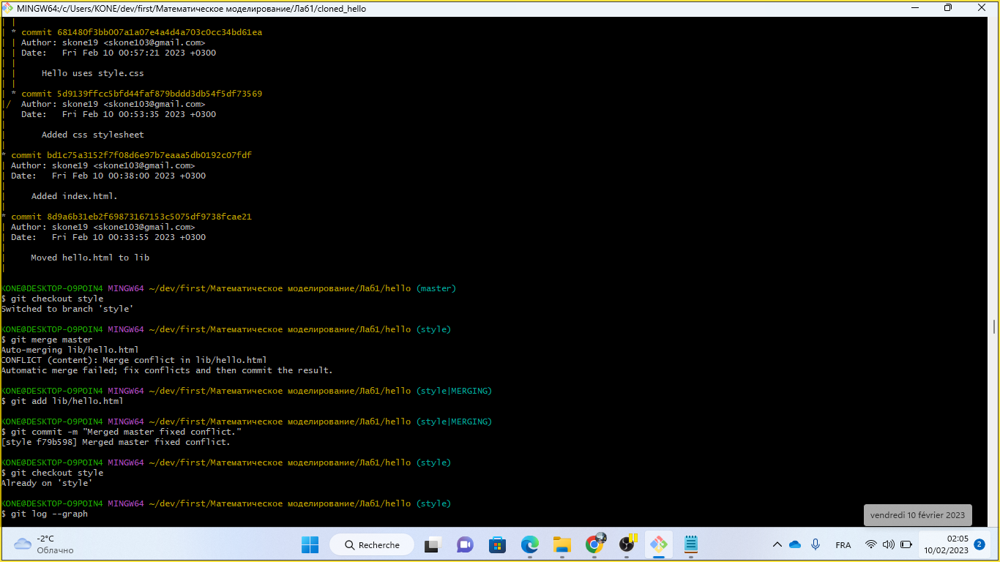 MINGW64:/c/Users/KONE/dev/first/Математическое моделирование/Лаб1/cloned_hello
| |
| * commit 681480f3bb007a1a07e4a4d4a703c0cc34bd61ea
| | Author: skone19 <skone103@gmail.com>
| | Date:   Fri Feb 10 00:57:21 2023 +0300
| |
| |     Hello uses style.css
| |
| * commit 5d9139ffcc5bfd44faf879bddd3db54f5df73569
|/  Author: skone19 <skone103@gmail.com>
|   Date:   Fri Feb 10 00:53:35 2023 +0300
|
|       Added css stylesheet
|
* commit bd1c75a3152f7f08d6e97b7eaaa5db0192c07fdf
| Author: skone19 <skone103@gmail.com>
| Date:   Fri Feb 10 00:38:00 2023 +0300
|
|     Added index.html.
|
* commit 8d9a6b31eb2f69873167153c5075df9738fcae21
| Author: skone19 <skone103@gmail.com>
| Date:   Fri Feb 10 00:33:55 2023 +0300
|
|     Moved hello.html to lib
|
KONE@DESKTOP-O9POIN4 MINGW64 ~/dev/first/Математическое моделирование/Лаб1/hello (master)
$ git checkout style
Switched to branch 'style'
KONE@DESKTOP-O9POIN4 MINGW64 ~/dev/first/Математическое моделирование/Лаб1/hello (style)
$ git merge master
Auto-merging lib/hello.html
CONFLICT (content): Merge conflict in lib/hello.html
Automatic merge failed; fix conflicts and then commit the result.
KONE@DESKTOP-O9POIN4 MINGW64 ~/dev/first/Математическое моделирование/Лаб1/hello (style|MERGING)
$ git add lib/hello.html
KONE@DESKTOP-O9POIN4 MINGW64 ~/dev/first/Математическое моделирование/Лаб1/hello (style|MERGING)
$ git commit -m "Merged master fixed conflict."
[style f79b598] Merged master fixed conflict.
KONE@DESKTOP-O9POIN4 MINGW64 ~/dev/first/Математическое моделирование/Лаб1/hello (style)
$ git checkout style
Already on 'style'
KONE@DESKTOP-O9POIN4 MINGW64 ~/dev/first/Математическое моделирование/Лаб1/hello (style)
$ git log --graph
vendredi 10 février 2023
-2°C
Облачно
Recherche
FRA
02:05
10/02/2023
2